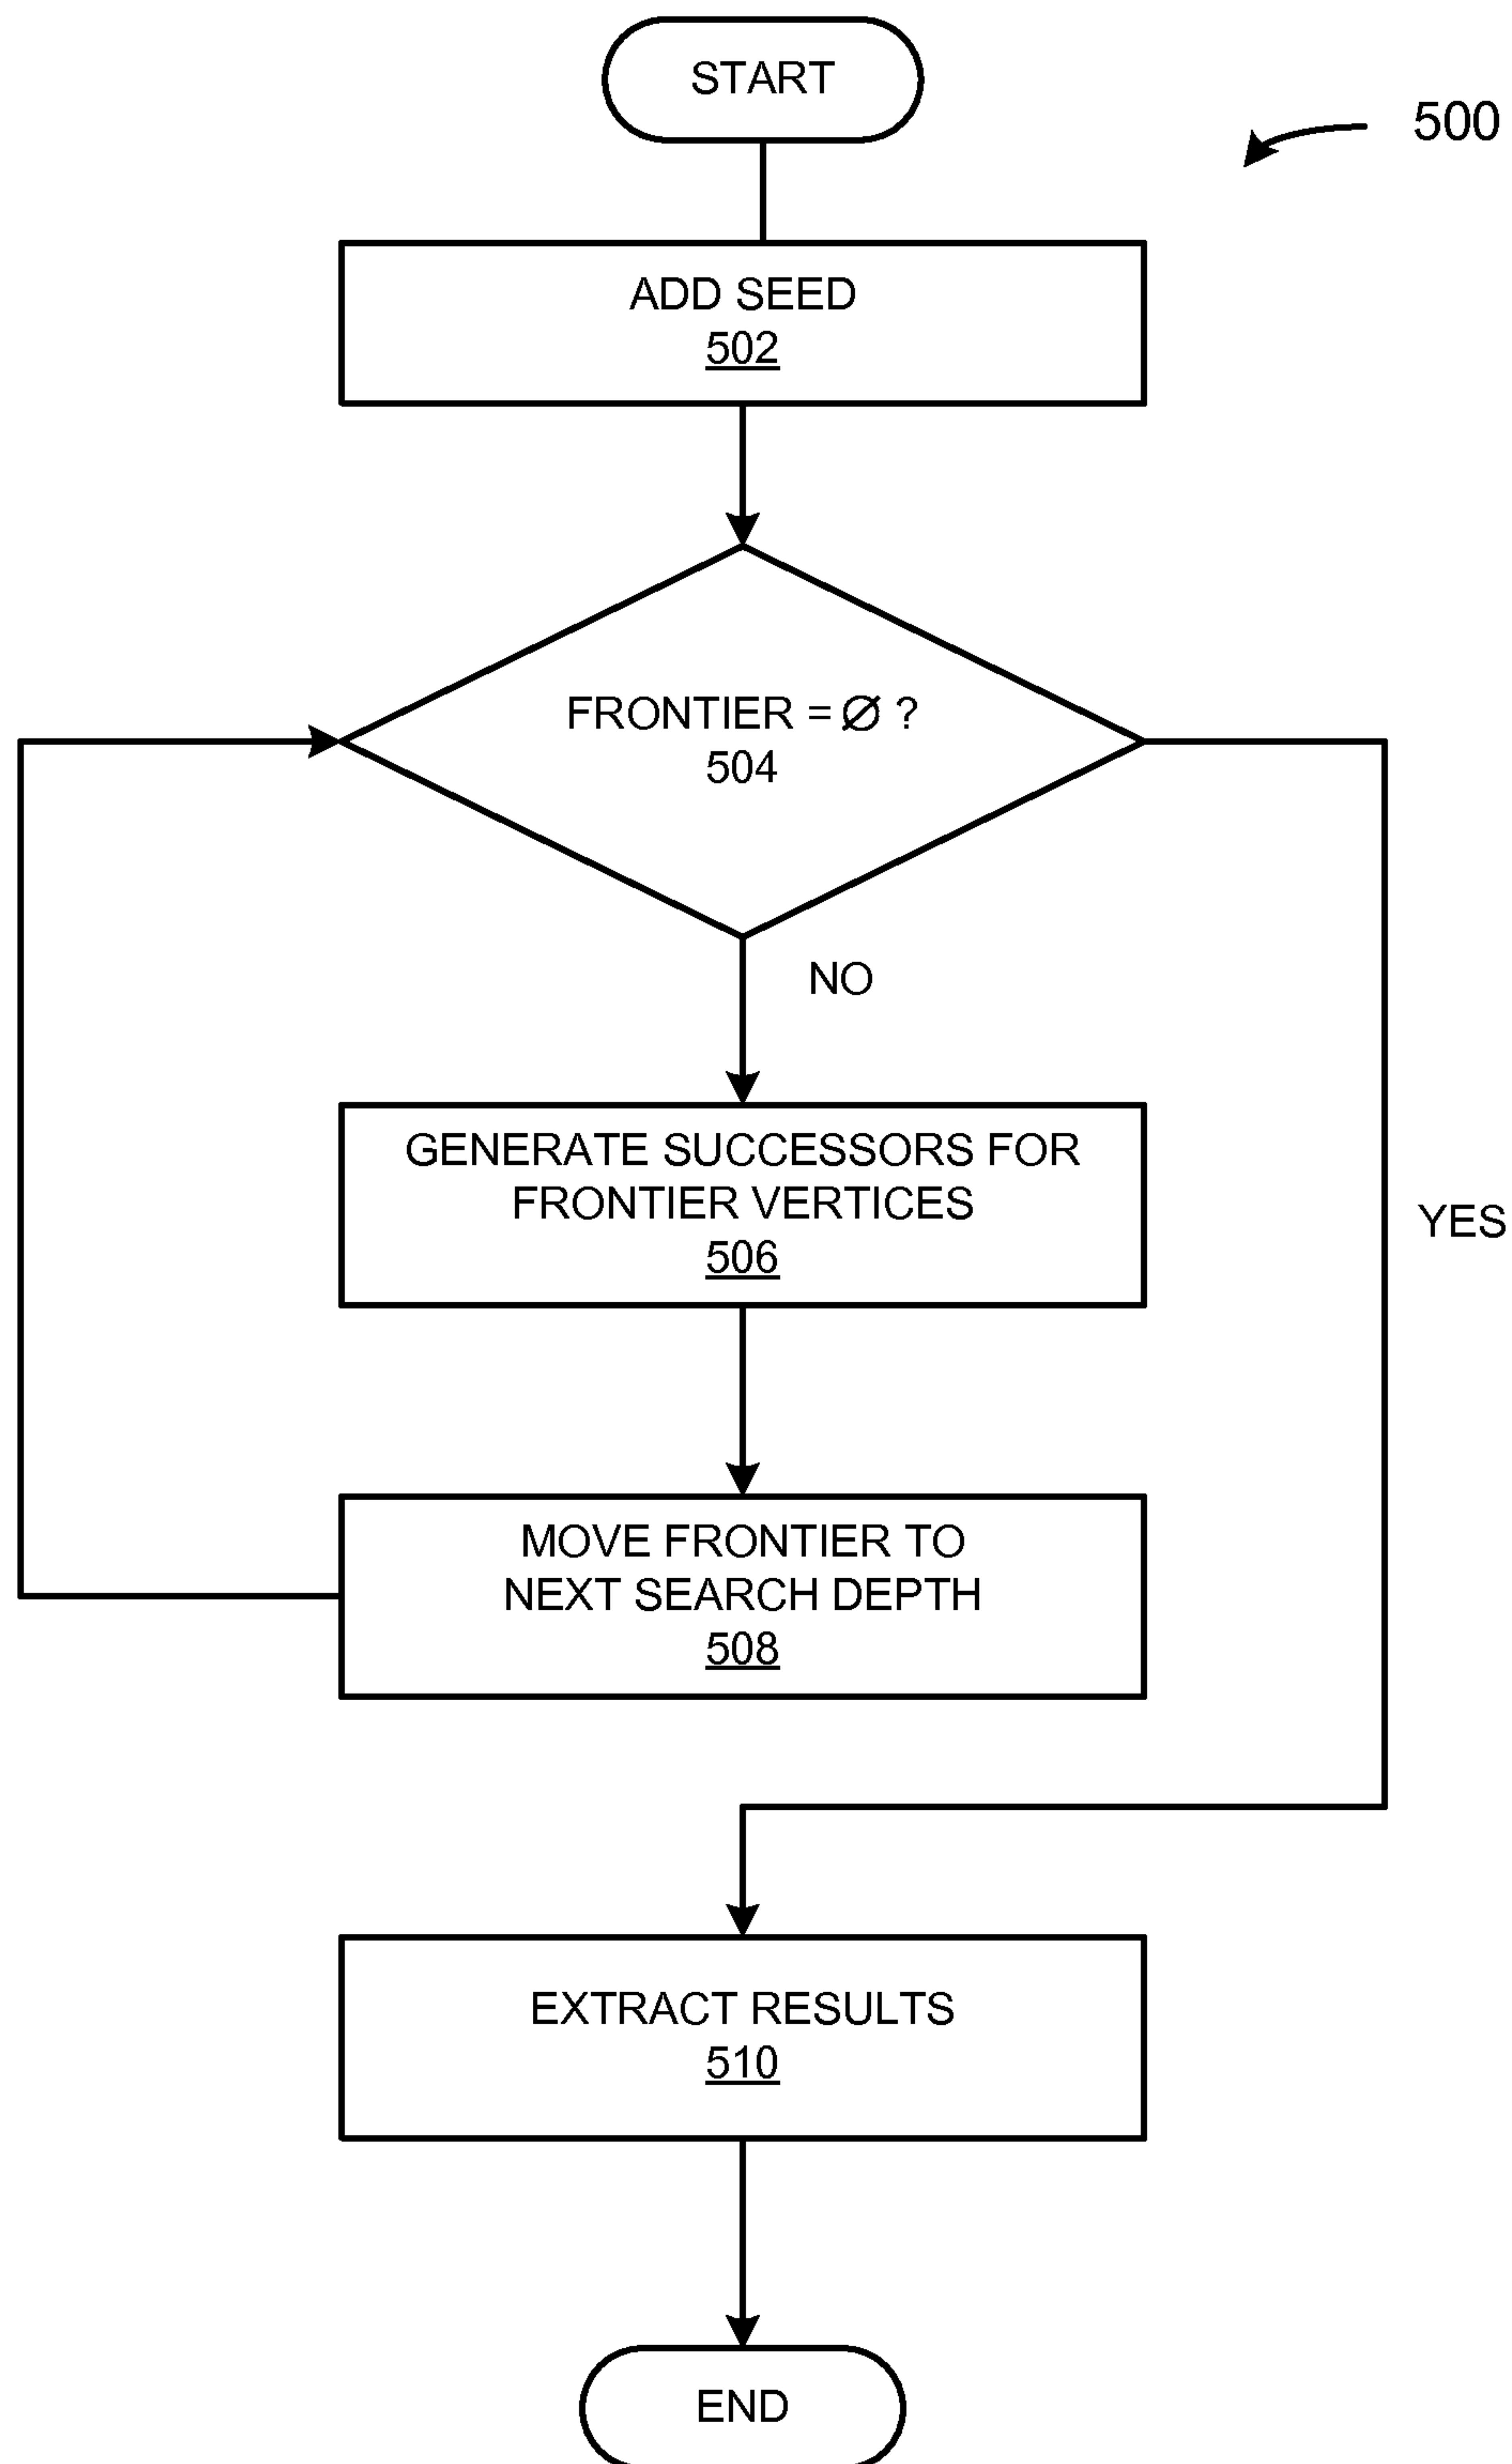 START
500
ADD SEED
502
FRONTIER = ∅ ?
504
NO
GENERATE SUCCESSORS FOR
FRONTIER VERTICES
506
YES
MOVE FRONTIER TO
NEXT SEARCH DEPTH
508
EXTRACT RESULTS
510
END